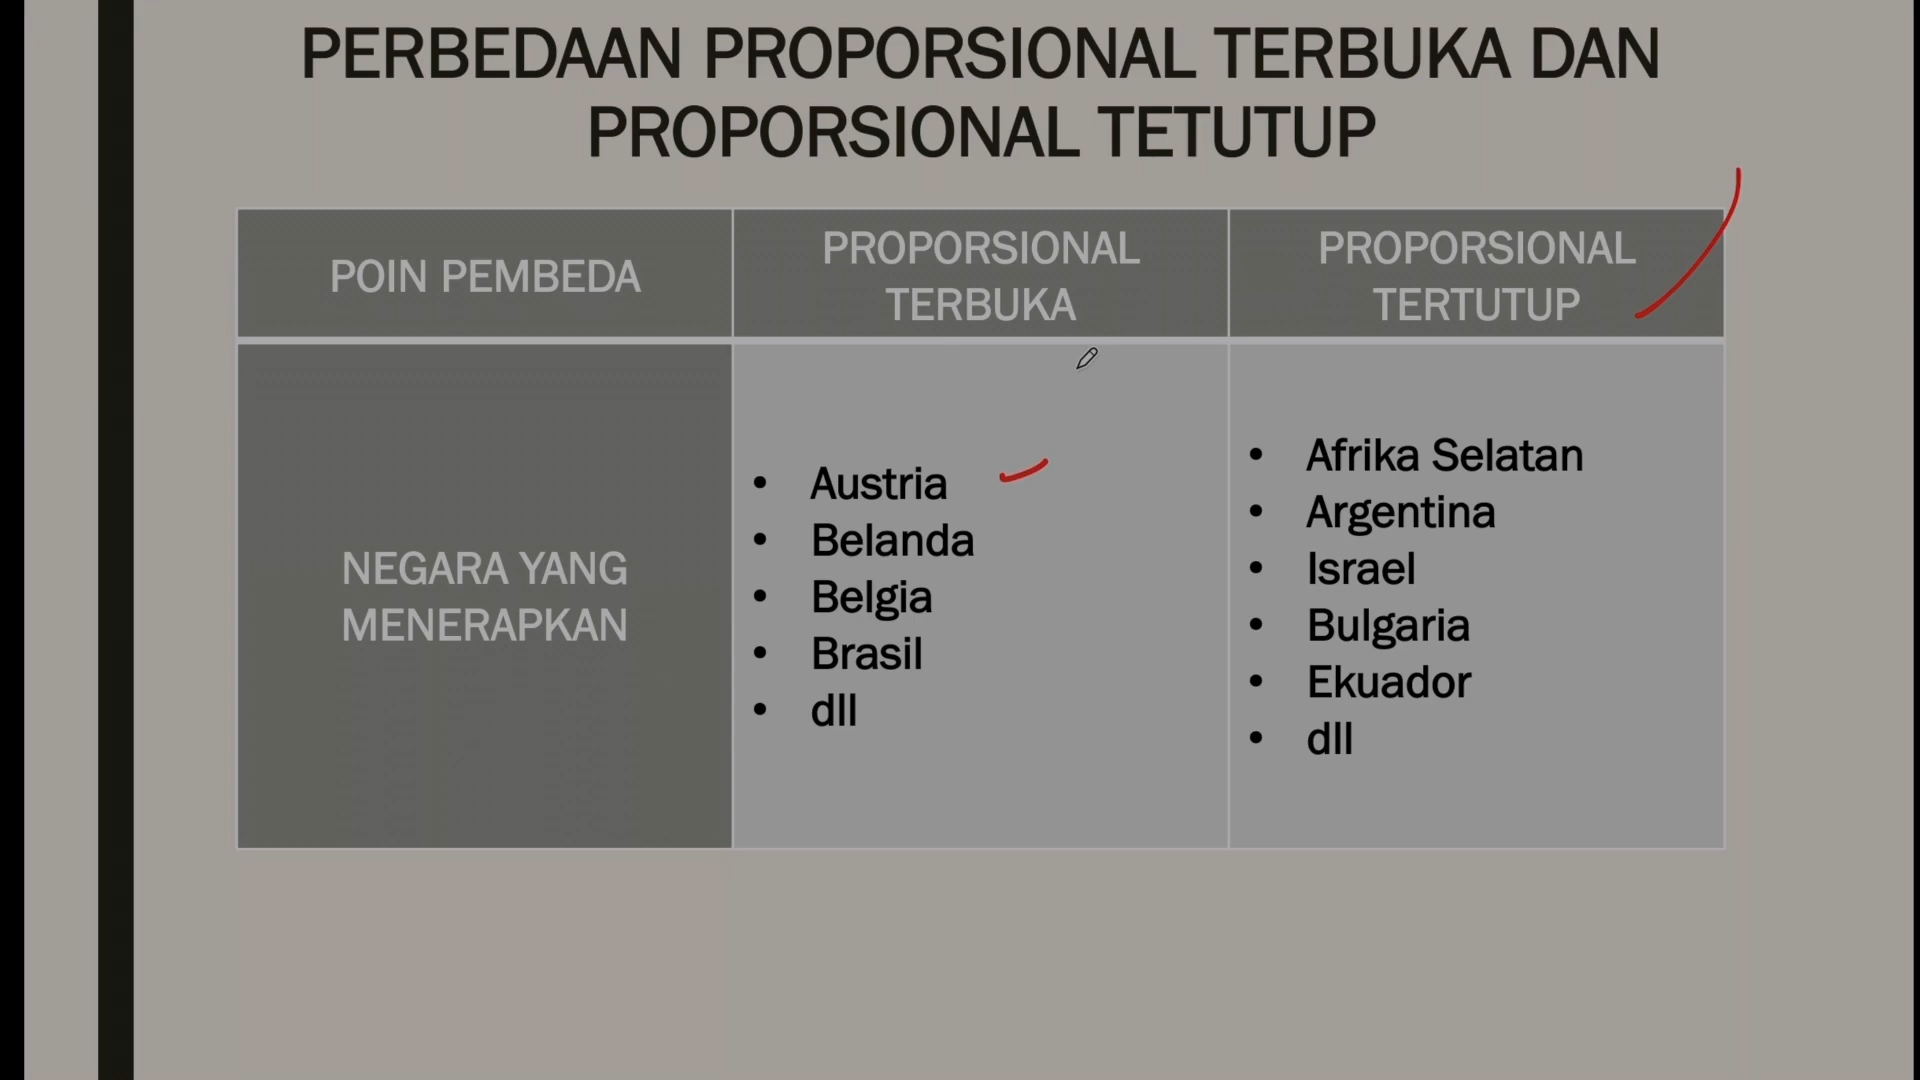 PERBEDAAN PROPORSIONAL TERBUKA DAN
PROPORSIONAL TETUTUP
POIN PEMBEDA
PROPORSIONAL
TERBUKA
PROPORSIONAL
TERTUTUP
NEGARA YANG
MENERAPKAN
• Austria
• Belanda
• Belgia
• Brasil
• dll
• Afrika Selatan
• Argentina
• Israel
• Bulgaria
• Ekuador
• dll